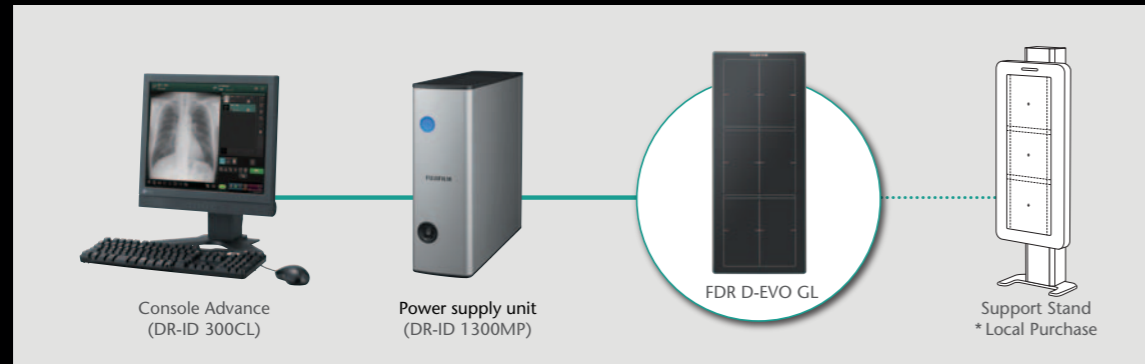 FUJIFILM
Console Advance
(DR-ID 300CL)
Power supply unit
(DR-ID 1300MP)
FDR D-EVO GL
Support Stand
* Local Purchase